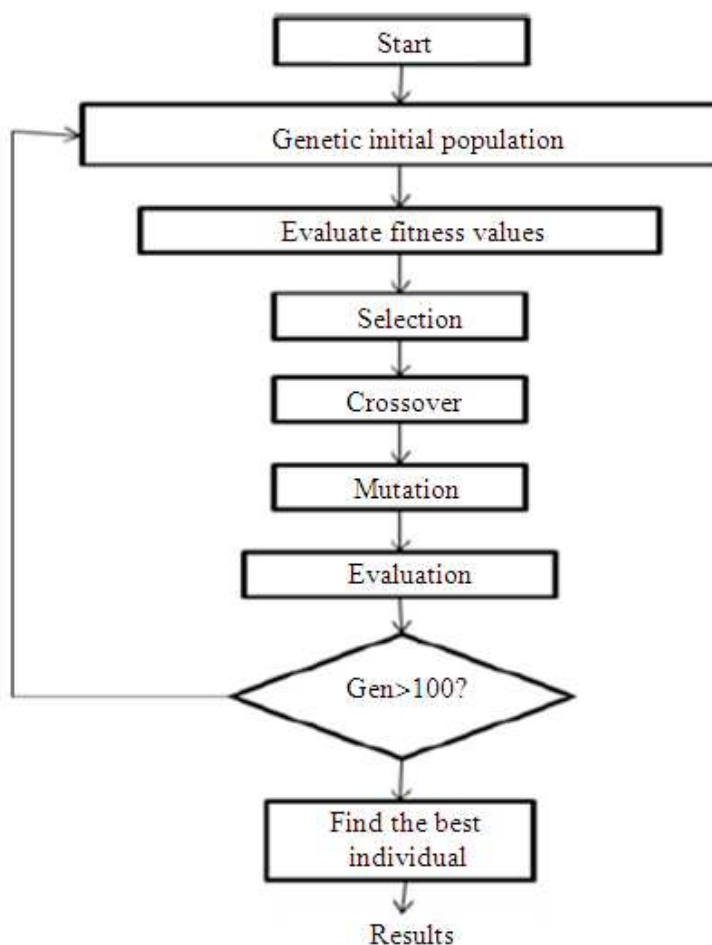 Start
Genetic initial population
Evaluate fitness values
Selection
Crossover
Mutation
Evaluation
Gen>100?
Find the best
individual
Results